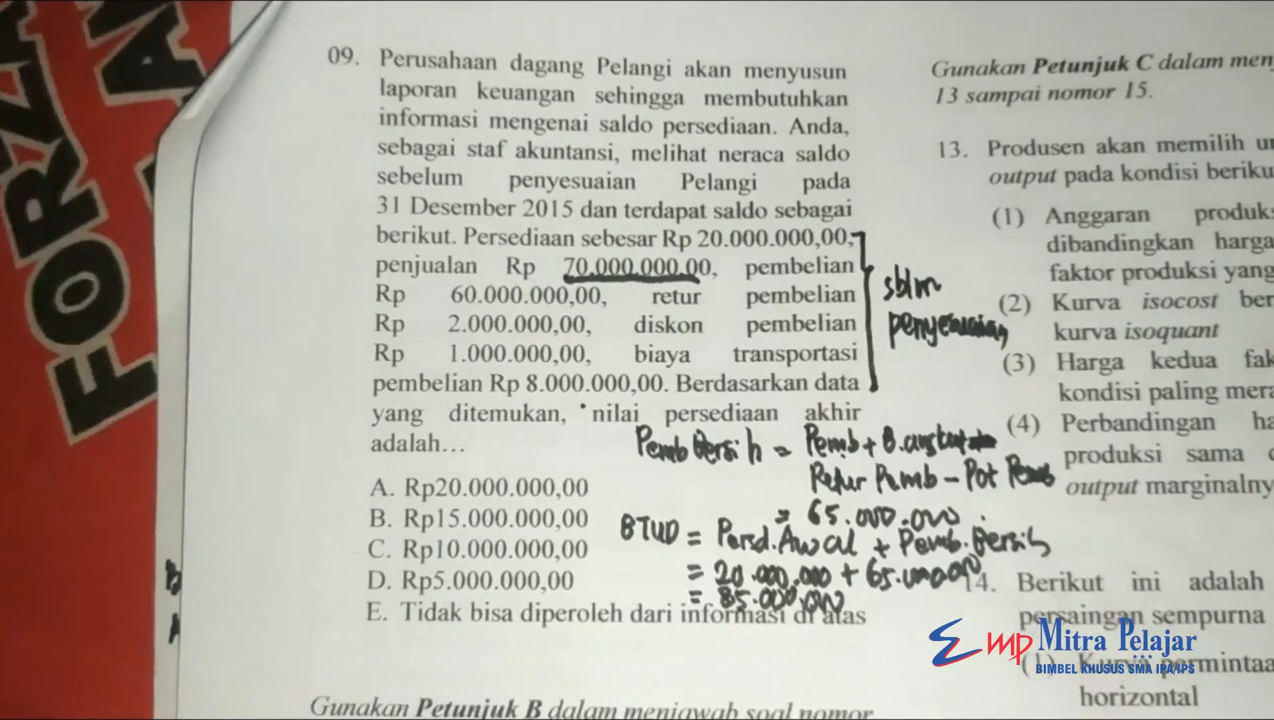 09. Perusahaan dagang Pelangi akan menyusun
laporan keuangan sehingga membutuhkan
informasi mengenai saldo persediaan. Anda,
sebagai staf akuntansi, melihat neraca saldo
sebelum penyesuaian Pelangi pada
31 Desember 2015 dan terdapat saldo sebagai
berikut. Persediaan sebesar Rp 20.000.000,00,
penjualan Rp 70.000.000.00, pembelian
Rp 60.000.000,00, retur pembelian
Rp 2.000.000,00, diskon pembelian
Rp 1.000.000,00, biaya transportasi
pembelian Rp 8.000.000,00. Berdasarkan data
yang ditemukan, nilai persediaan akhir
adalah...
A. Rp20.000.000,00
B. Rp15.000.000,00
C. Rp10.000.000,00
D. Rp5.000.000,00
E. Tidak bisa diperoleh dari informasi di atas
sblm
penyesuaian
Pemb Bersih = Pemb + B.angkut -
Retur Pemb - Pot Pemb
= 65.000.000
BTUD = Persd.Awal + Pemb.Bersih
= 20.000.000 + 65.000.000
= 85.000.000
Gunakan Petunjuk B dalam menjawab soal nomor
Gunakan Petunjuk C dalam men
13 sampai nomor 15.
13. Produsen akan memilih
output pada kondisi beriku
(1) Anggaran produks
dibandingkan harga
faktor produksi yang
(2) Kurva isocost ber
kurva isoquant
(3) Harga kedua fak
kondisi paling mera
(4) Perbandingan ha
produksi sama
output marginalny
14. Berikut ini adalah
persaingan sempurna
(1) Kurva permintaa
horizontal
emp Mitra Pelajar
BIMBEL KHUSUS SMA IPA/IPS
FORZA